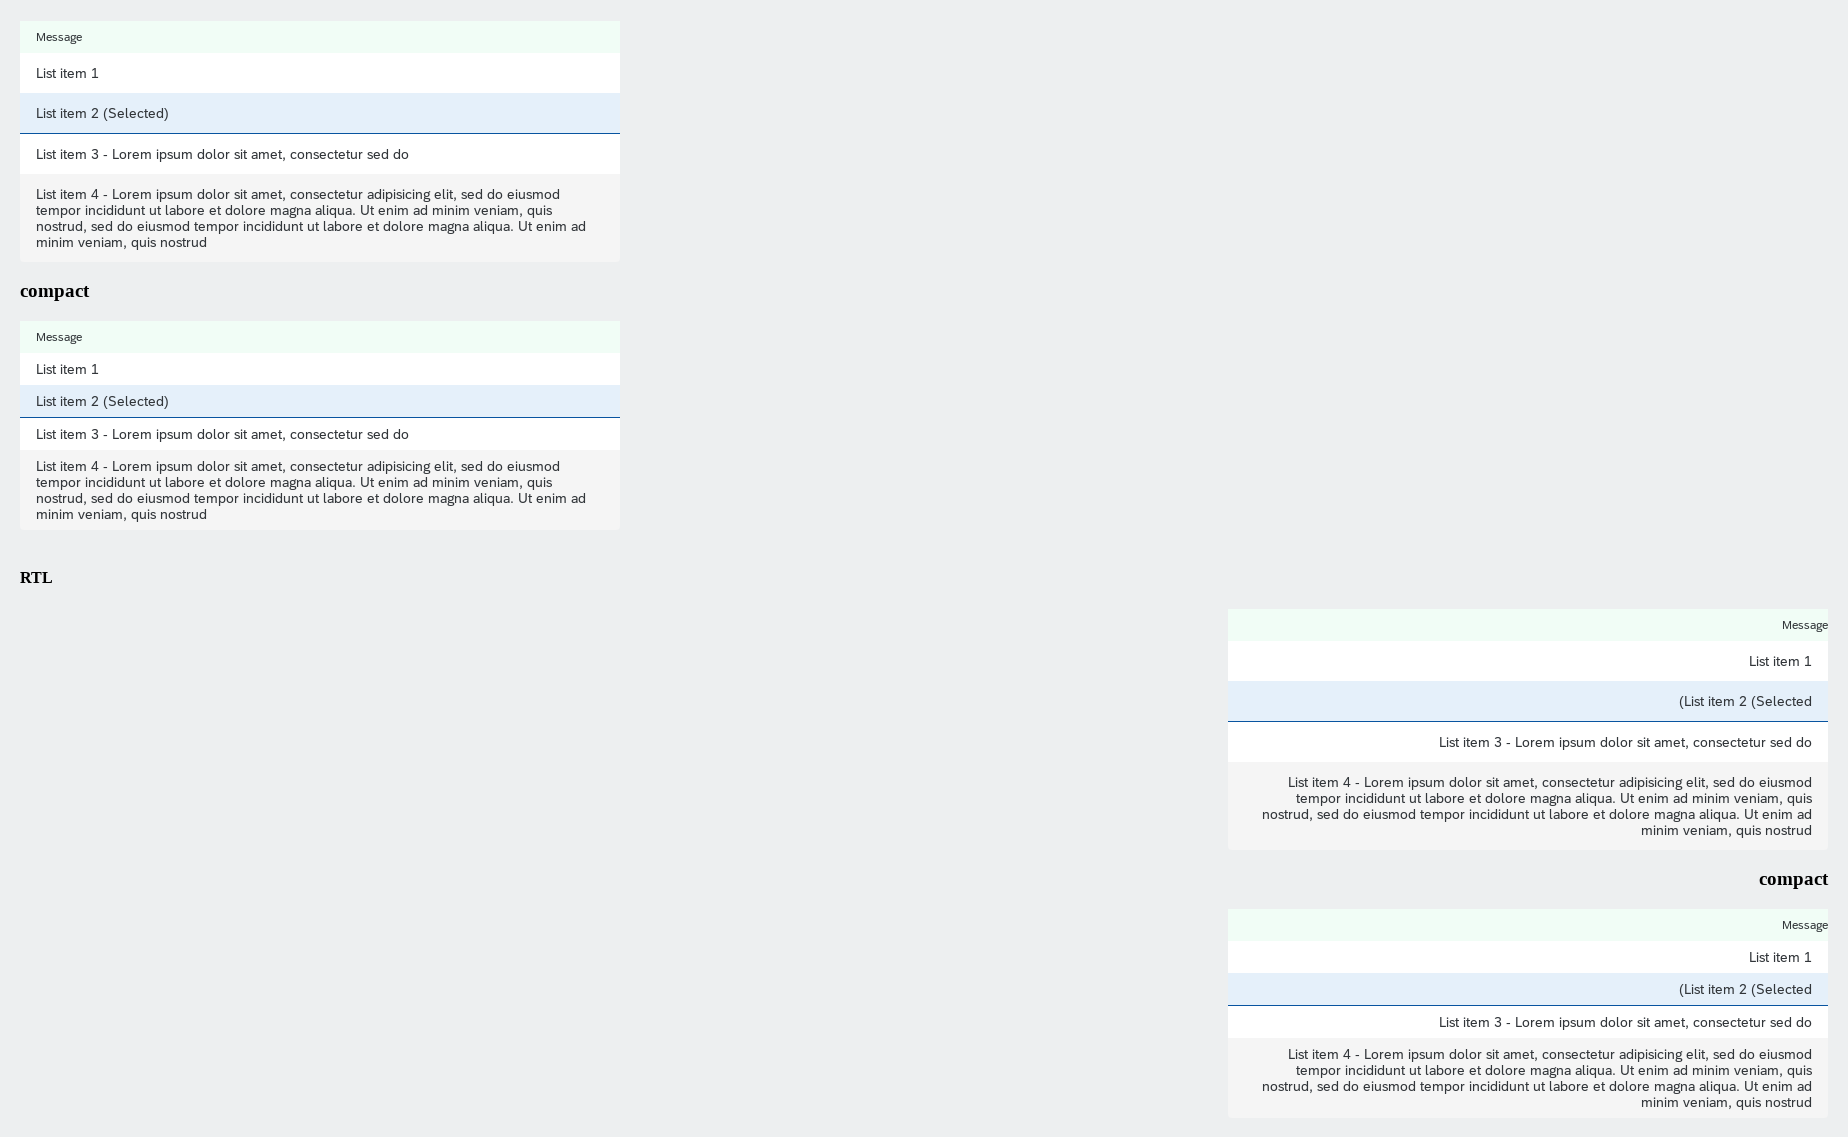 Message
List item 1
List item 2 (Selected)
List item 3 - Lorem ipsum dolor sit amet, consectetur sed do
List item 4 - Lorem ipsum dolor sit amet, consectetur adipisicing elit, sed do eiusmod
tempor incididunt ut labore et dolore magna aliqua. Ut enim ad minim veniam, quis
nostrud, sed do eiusmod tempor incididunt ut labore et dolore magna aliqua. Ut enim ad
minim veniam, quis nostrud
compact
Message
List item 1
List item 2 (Selected)
List item 3 - Lorem ipsum dolor sit amet, consectetur sed do
List item 4 - Lorem ipsum dolor sit amet, consectetur adipisicing elit, sed do eiusmod
tempor incididunt ut labore et dolore magna aliqua. Ut enim ad minim veniam, quis
nostrud, sed do eiusmod tempor incididunt ut labore et dolore magna aliqua. Ut enim ad
minim veniam, quis nostrud
RTL
Message
List item 1
(List item 2 (Selected
List item 3 - Lorem ipsum dolor sit amet, consectetur sed do
List item 4 - Lorem ipsum dolor sit amet, consectetur adipisicing elit, sed do eiusmod
tempor incididunt ut labore et dolore magna aliqua. Ut enim ad minim veniam, quis
nostrud, sed do eiusmod tempor incididunt ut labore et dolore magna aliqua. Ut enim ad
minim veniam, quis nostrud
compact
Message
List item 1
(List item 2 (Selected
List item 3 - Lorem ipsum dolor sit amet, consectetur sed do
List item 4 - Lorem ipsum dolor sit amet, consectetur adipisicing elit, sed do eiusmod
tempor incididunt ut labore et dolore magna aliqua. Ut enim ad minim veniam, quis
nostrud, sed do eiusmod tempor incididunt ut labore et dolore magna aliqua. Ut enim ad
minim veniam, quis nostrud